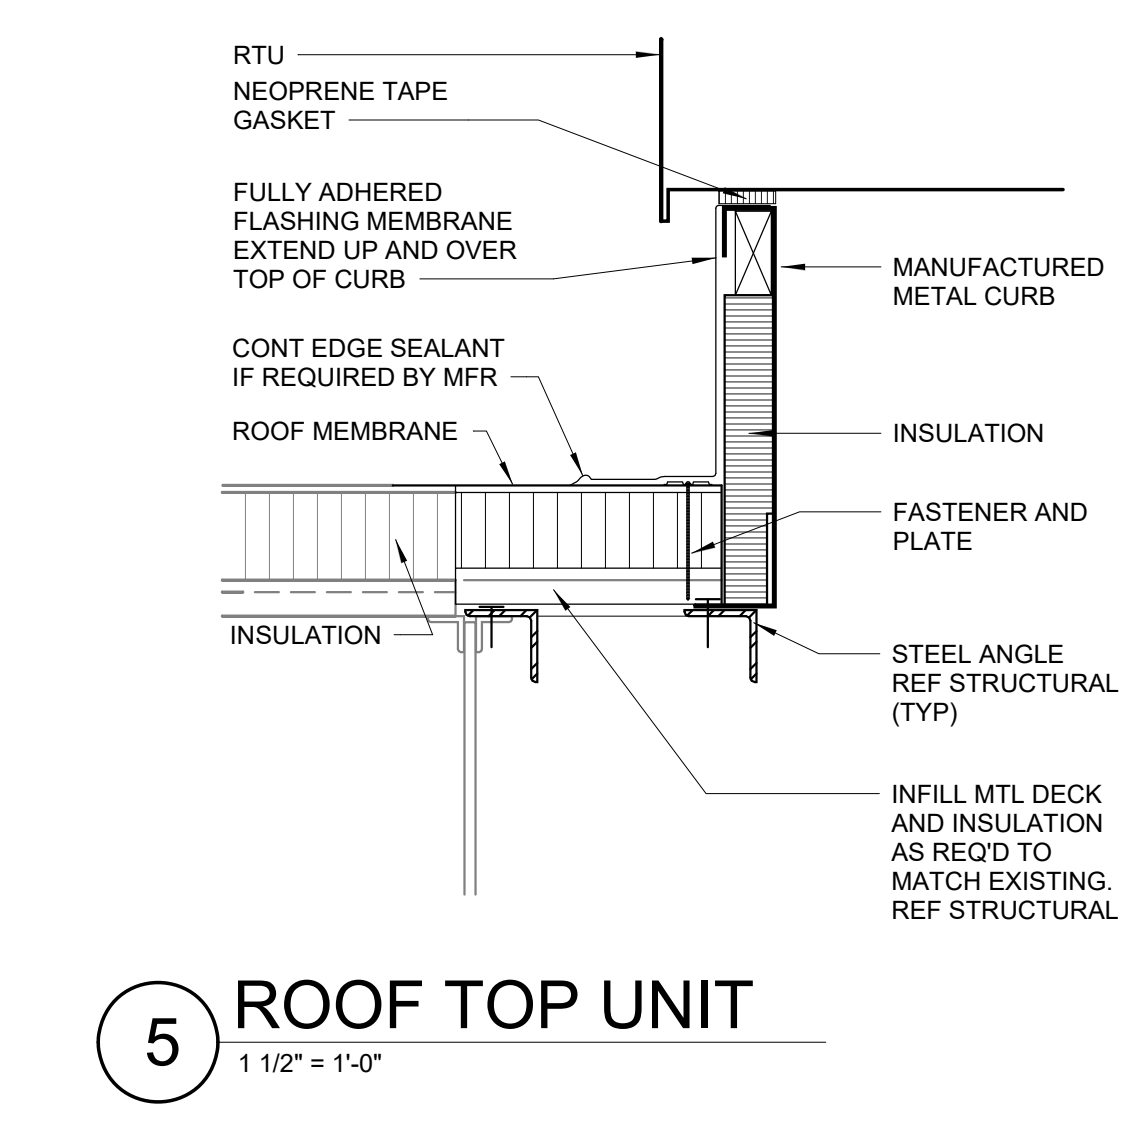 RTU
NEOPRENE TAPE
GASKET
FULLY ADHERED
FLASHING MEMBRANE
EXTEND UP AND OVER
TOP OF CURB
CONT EDGE SEALANT
IF REQUIRED BY MFR
ROOF MEMBRANE
INSULATION
MANUFACTURED
METAL CURB
INSULATION
FASTENER AND
PLATE
STEEL ANGLE
REF STRUCTURAL
(TYP)
INFILL MTL DECK
AND INSULATION
AS REQ'D TO
MATCH EXISTING.
REF STRUCTURAL
5
ROOF TOP UNIT
1 1/2" = 1'-0"